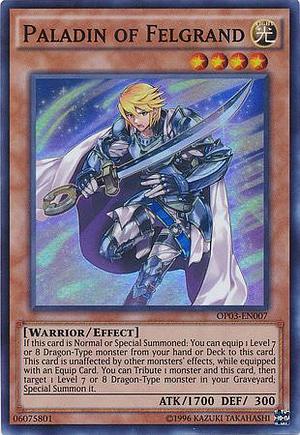 PALADIN OF FELGRAND
LIGHT
光
OP03-EN007
[WARRIOR/EFFECT]
If this card is Normal or Special Summoned: You can equip 1 Level 7
or 8 Dragon-Type monster from your hand or Deck to this card.
This card is unaffected by other monsters' effects, while equipped
with an Equip Card. You can Tribute 1 monster and this card, then
target 1 Level 7 or 8 Dragon-Type monster in your Graveyard;
Special Summon it.
ATK/1700 DEF/ 300
06075801
©1996 KAZUKI TAKAHASHI